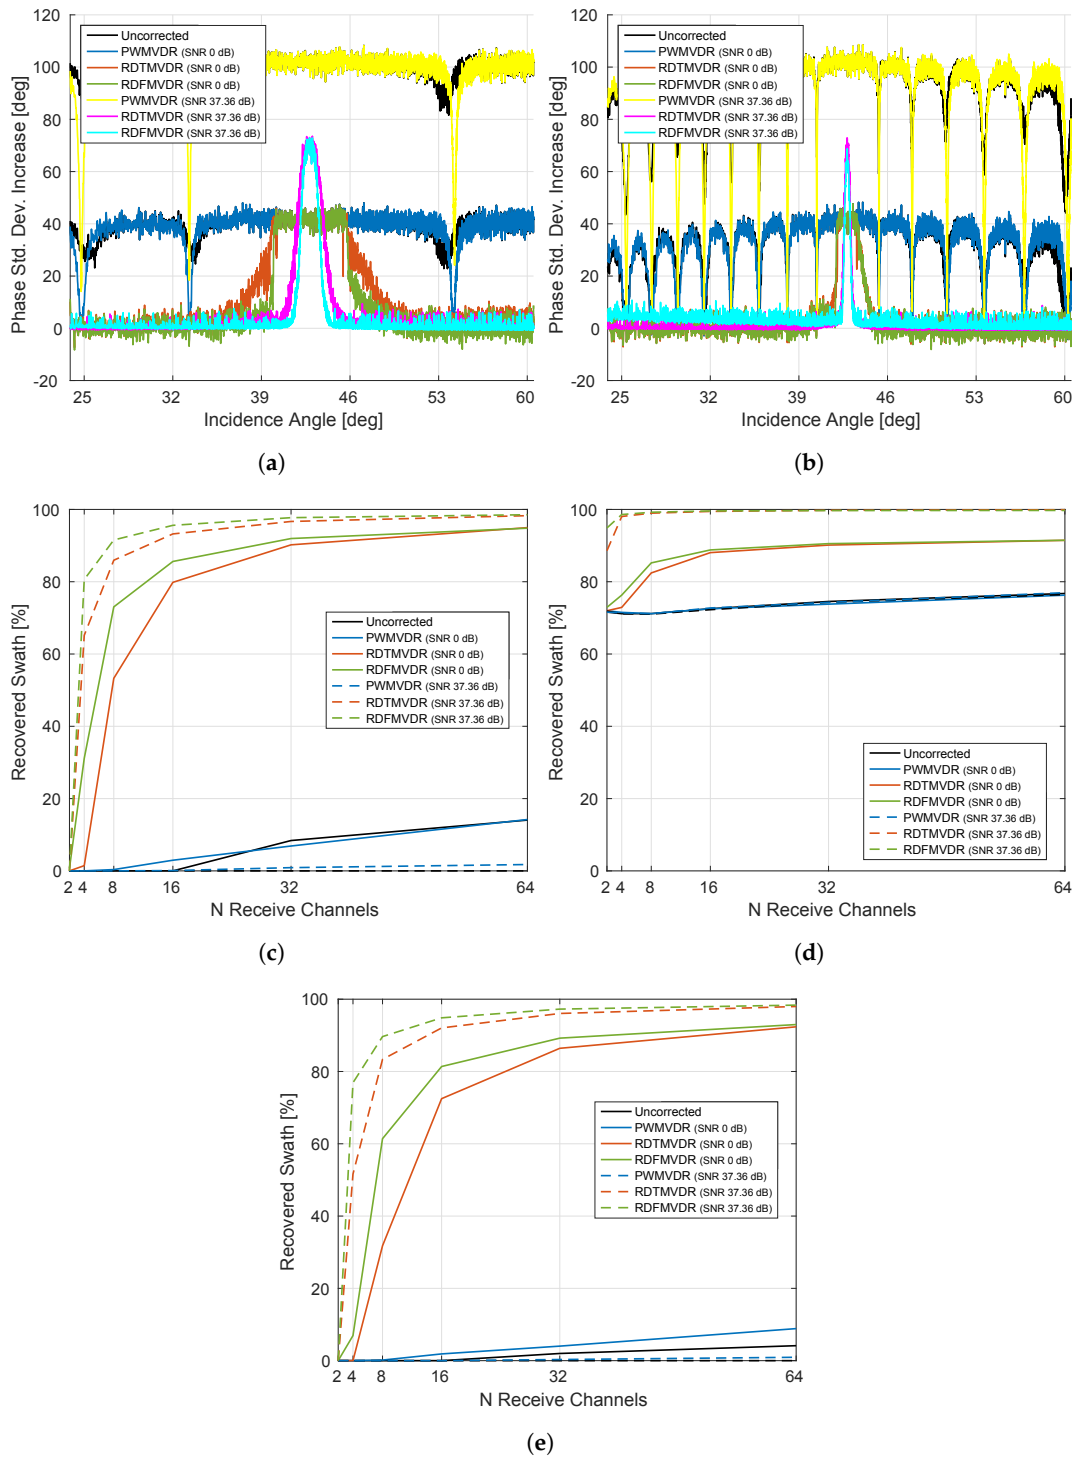 120
100
80
60
40
20
0
-20
Phase Std. Dev. Increase [deg]
Uncorrected
PWMVDR (SNR 0 dB)
RDTMVDR (SNR 0 dB)
RDFMVDR (SNR 0 dB)
PWMVDR (SNR 37.36 dB)
RDTMVDR (SNR 37.36 dB)
RDFMVDR (SNR 37.36 dB)
25 32 39 46 53 60
Incidence Angle [deg]
(a)
120
100
80
60
40
20
0
-20
Phase Std. Dev. Increase [deg]
Uncorrected
PWMVDR (SNR 0 dB)
RDTMVDR (SNR 0 dB)
RDFMVDR (SNR 0 dB)
PWMVDR (SNR 37.36 dB)
RDTMVDR (SNR 37.36 dB)
RDFMVDR (SNR 37.36 dB)
25 32 39 46 53 60
Incidence Angle [deg]
(b)
100
80
60
40
20
0
Recovered Swath [%]
Uncorrected
PWMVDR (SNR 0 dB)
RDTMVDR (SNR 0 dB)
RDFMVDR (SNR 0 dB)
PWMVDR (SNR 37.36 dB)
RDTMVDR (SNR 37.36 dB)
RDFMVDR (SNR 37.36 dB)
2 4 8 16 32 64
N Receive Channels
(c)
100
80
60
40
20
0
Recovered Swath [%]
Uncorrected
PWMVDR (SNR 0 dB)
RDTMVDR (SNR 0 dB)
RDFMVDR (SNR 0 dB)
PWMVDR (SNR 37.36 dB)
RDTMVDR (SNR 37.36 dB)
RDFMVDR (SNR 37.36 dB)
2 4 8 16 32 64
N Receive Channels
(d)
100
80
60
40
20
0
Recovered Swath [%]
Uncorrected
PWMVDR (SNR 0 dB)
RDTMVDR (SNR 0 dB)
RDFMVDR (SNR 0 dB)
PWMVDR (SNR 37.36 dB)
RDTMVDR (SNR 37.36 dB)
RDFMVDR (SNR 37.36 dB)
2 4 8 16 32 64
N Receive Channels
(e)